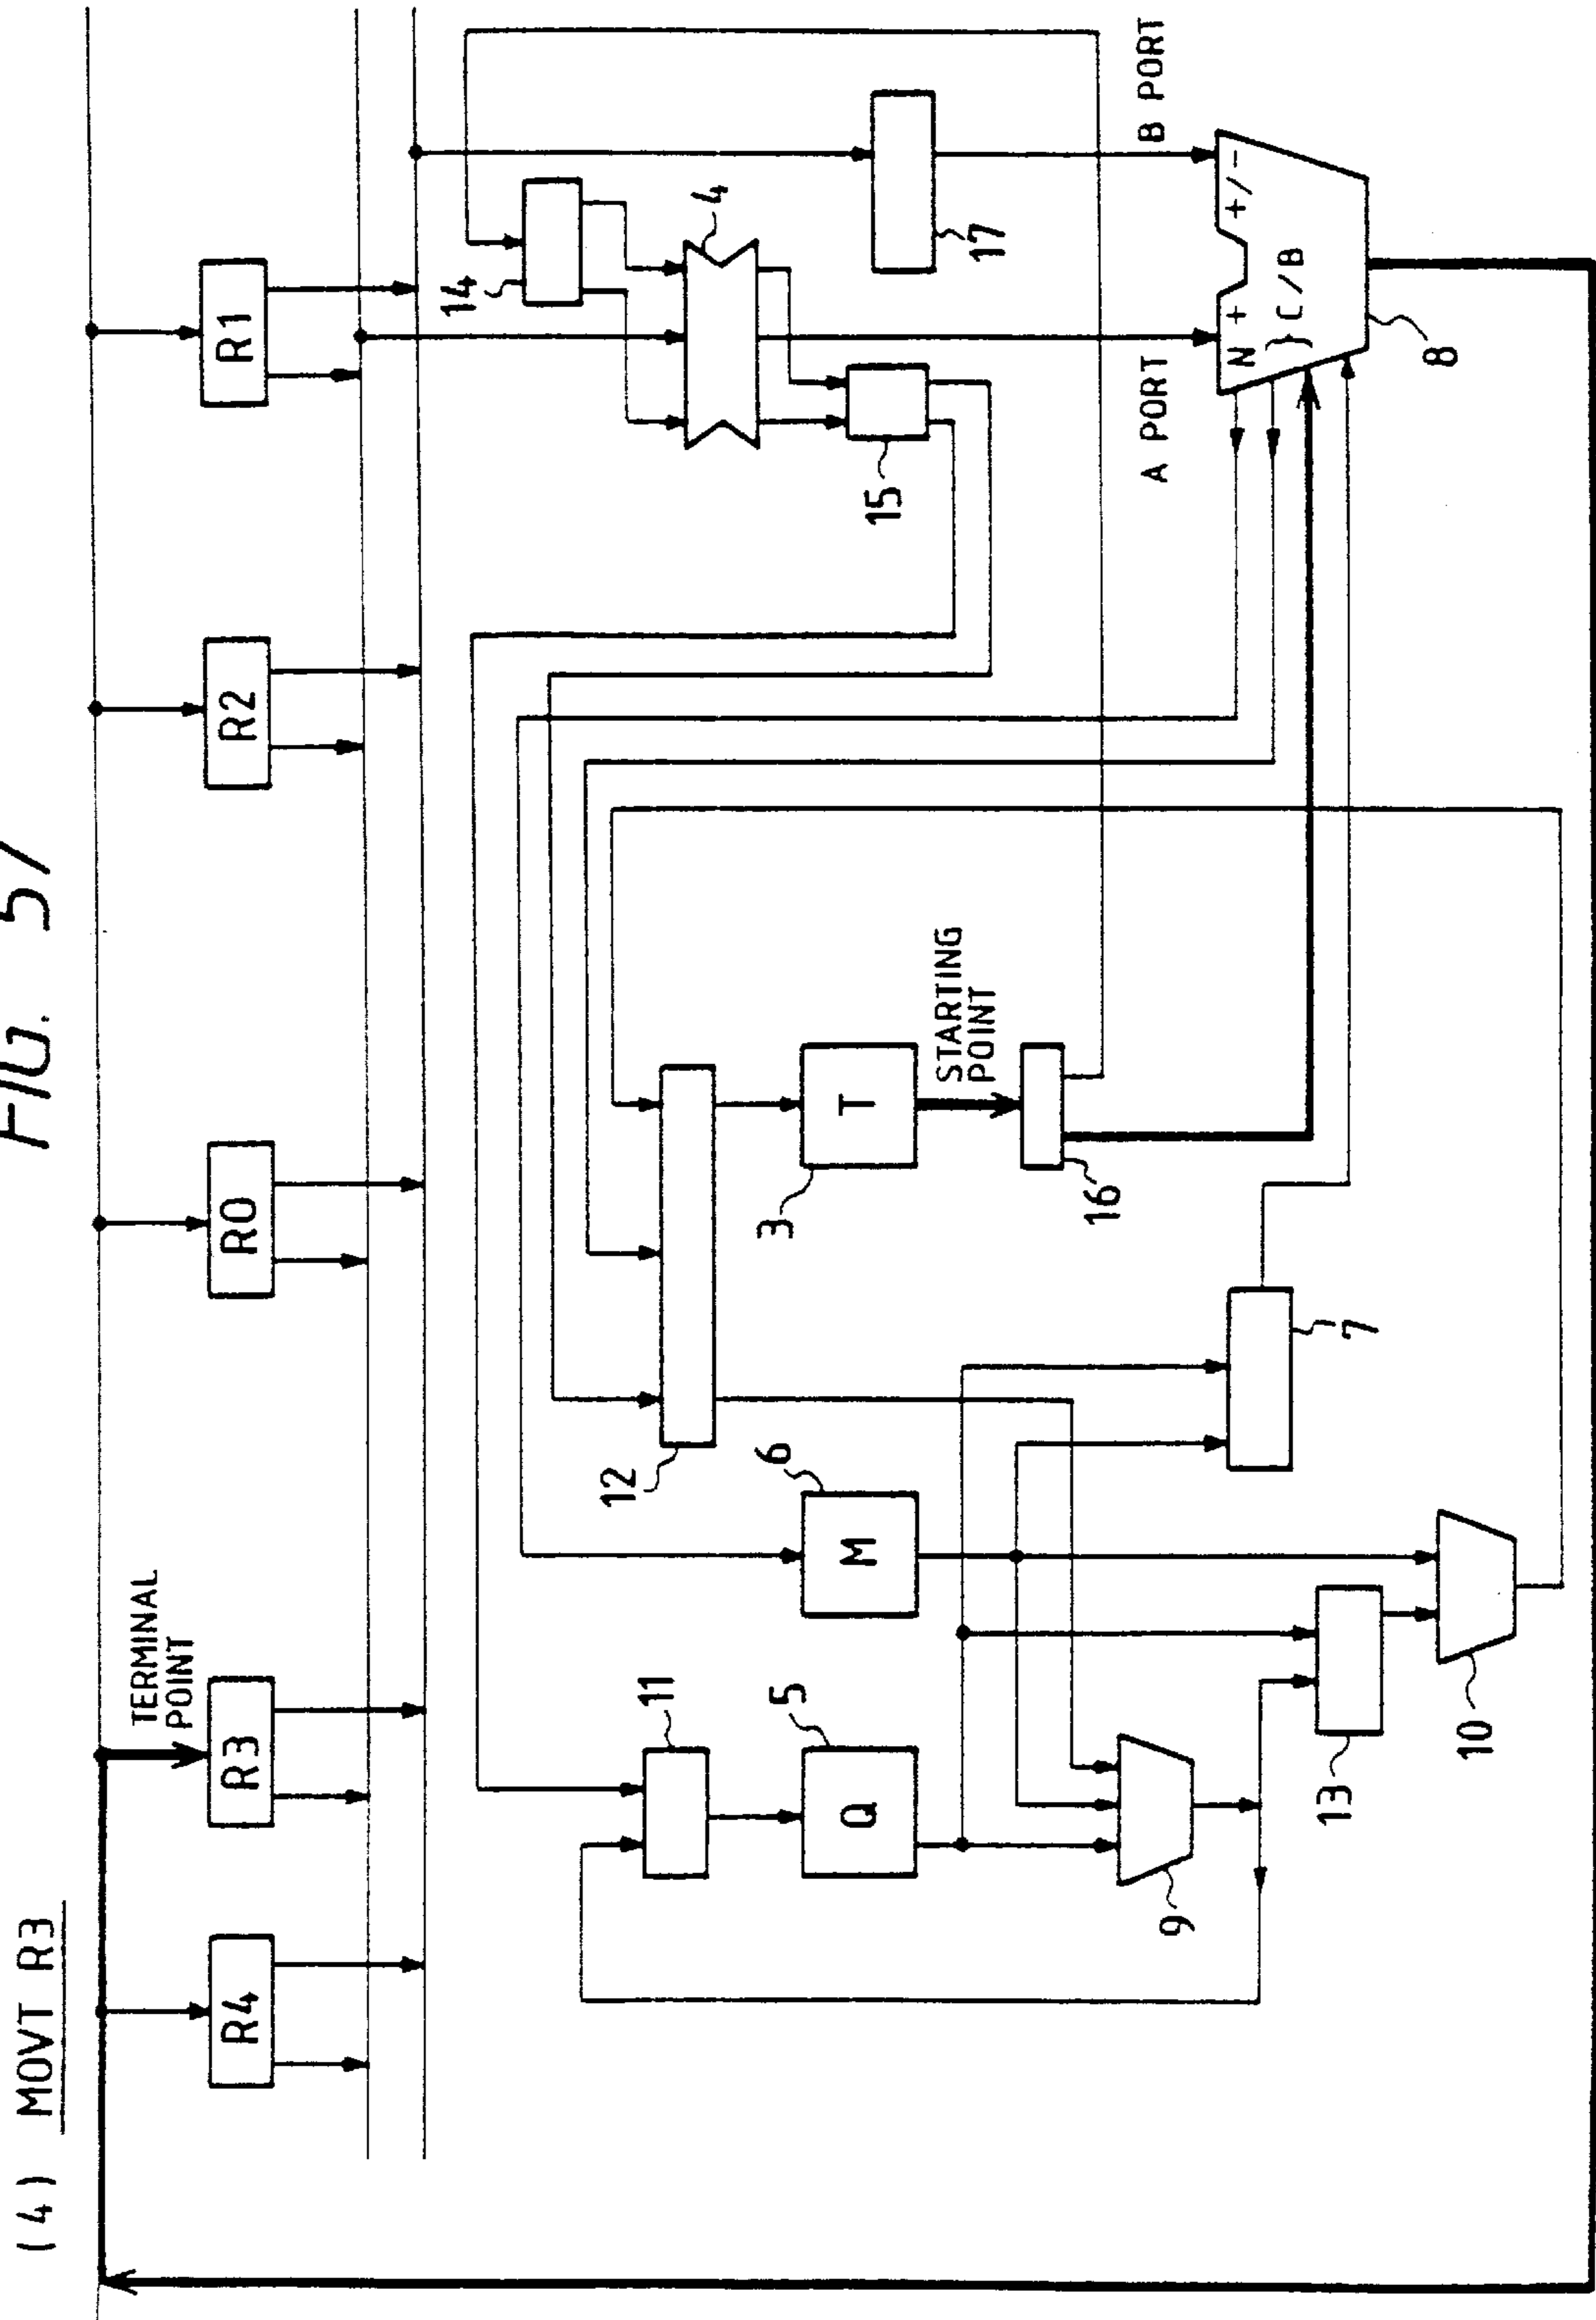 FIG. 57
(4) MOVT R3
TERMINAL
POINT
R4
R3
R0
R2
R1
14
4
11
12
15
17
5
6
Q
M
3
T
STARTING
POINT
16
9
7
13
10
A PORT
B PORT
N + +/-
} C/B
8